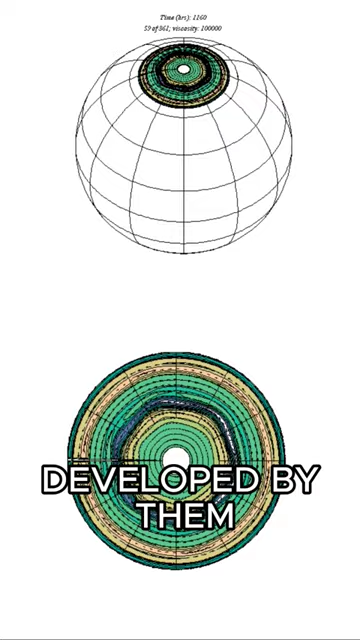 Time (hrs): 1160
59 of 361; viscosity: 100000
DEVELOPED BY
THEM